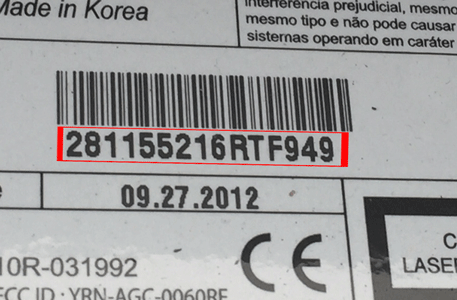 Made in Korea
interferência prejudicial, mesmo
mesmo tipo e não pode causar
sistemas operando em caráter
281155216RTF949
09.27.2012
10R-031992
CE
C
LASER
FCC ID : YRN-AGC-0060RF